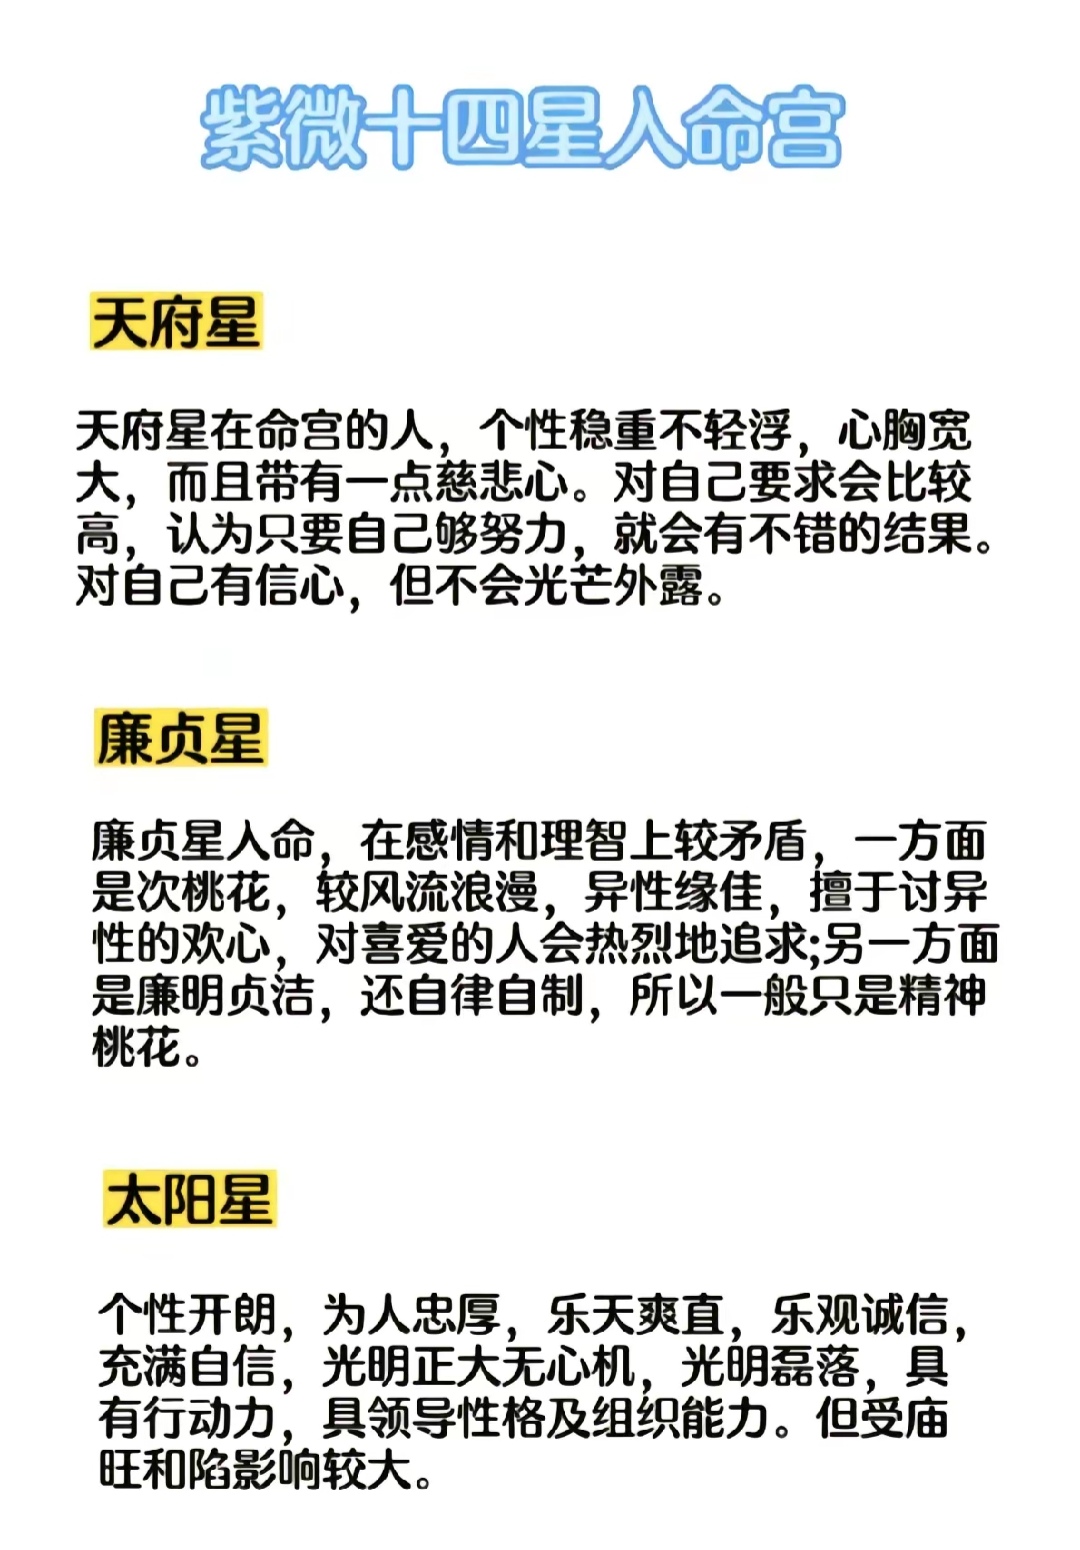 紫微十四星入命宫
天府星
天府星在命宫的人，个性稳重不轻浮，心胸宽
大，而且带有一点慈悲心。对自己要求会比较
高，认为只要自己够努力，就会有不错的结果。
对自己有信心，但不会光芒外露。
廉贞星
廉贞星入命，在感情和理智上较矛盾，一方面
是次桃花，较风流浪漫，异性缘佳，擅于讨异
性的欢心，对喜爱的人会热烈地追求;另一方面
是廉明贞洁，还自律自制，所以一般只是精神
桃花。
太阳星
个性开朗，为人忠厚，乐天爽直，乐观诚信，
充满自信，光明正大无心机，光明磊落，具
有行动力，具领导性格及组织能力。但受庙
旺和陷影响较大。